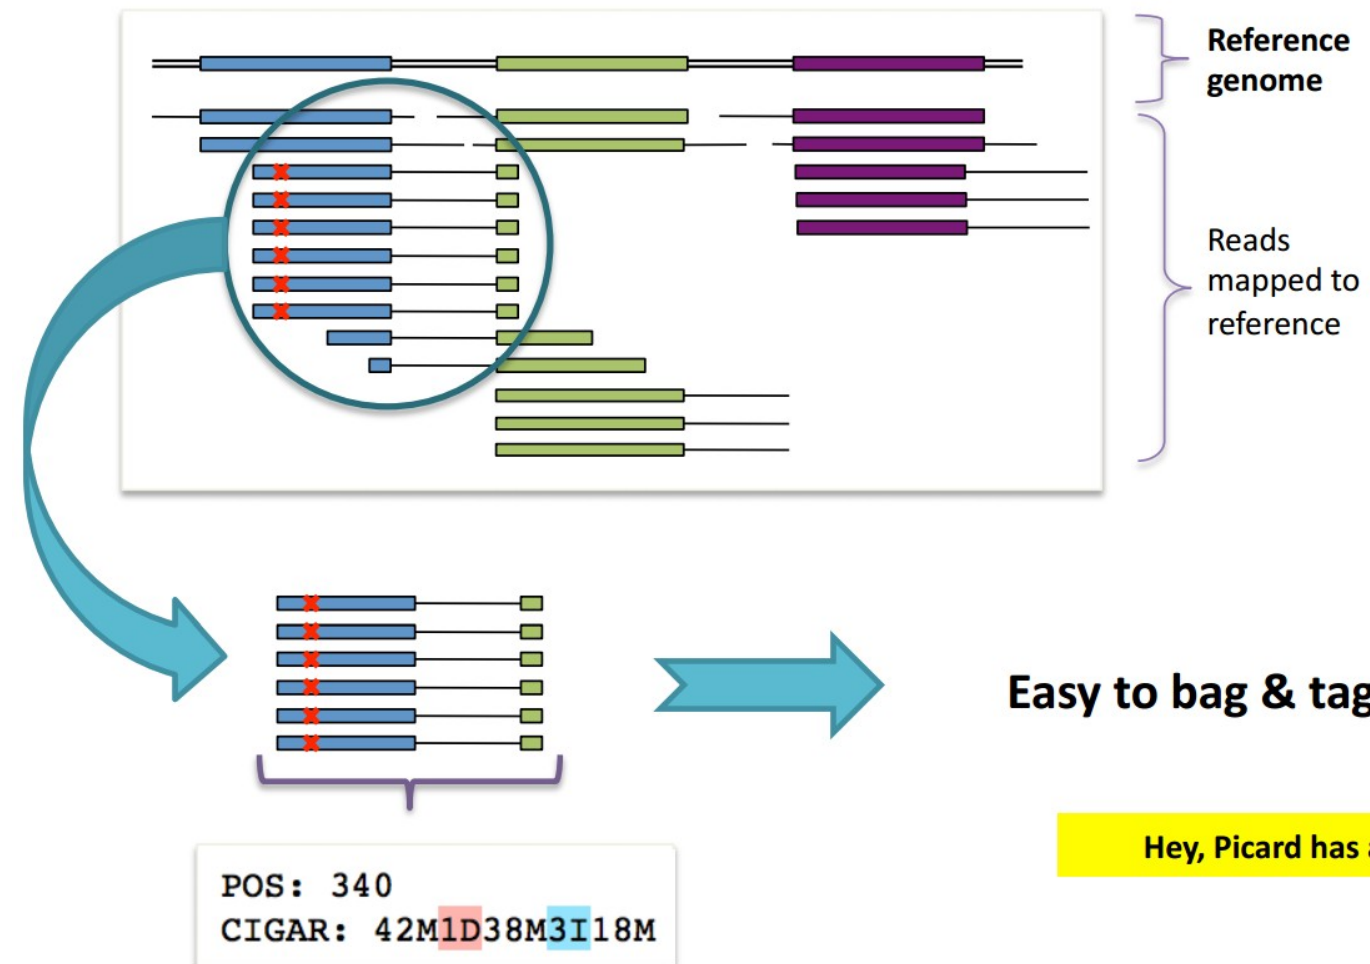 Reference
genome
Reads
mapped to
reference
Easy to bag & tag
Hey, Picard has a
POS: 340
CIGAR: 42M1D38M3I18M